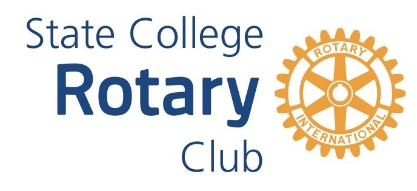 State College
Rotary
Club
ROTARY
INTERNATIONAL